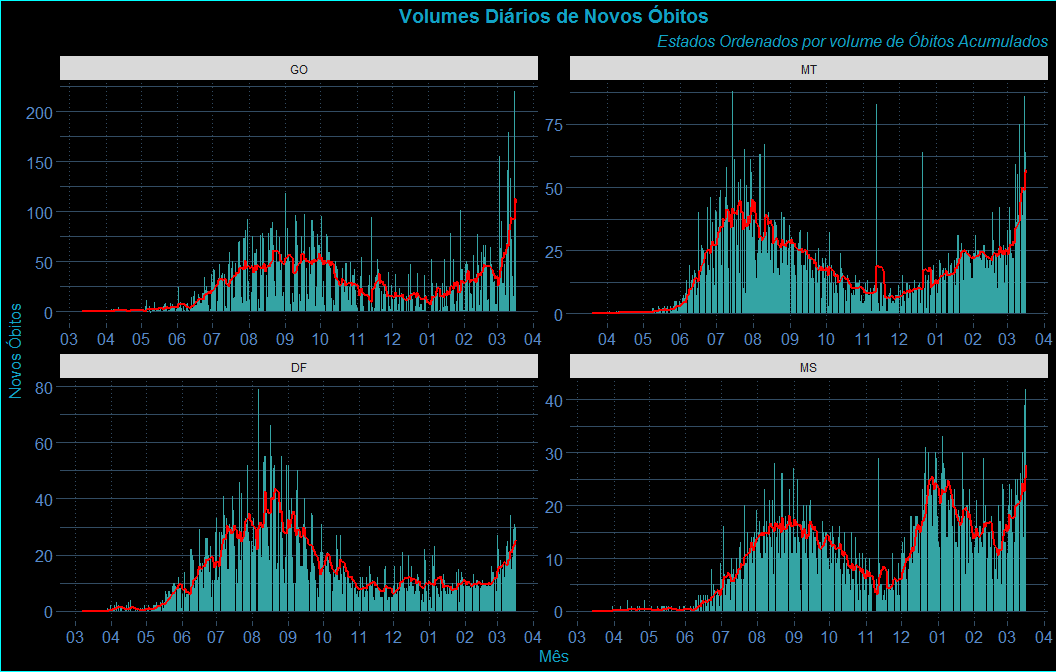 Volumes Diários de Novos Óbitos
Estados Ordenados por volume de Óbitos Acumulados
GO
MT
200
150
100
50
0
75
50
25
0
03 04 05 06 07 08 09 10 11 12 01 02 03 04
04 05 06 07 08 09 10 11 12 01 02 03 04
DF
MS
80
60
40
20
0
40
30
20
10
0
03 04 05 06 07 08 09 10 11 12 01 02 03 04
03 04 05 06 07 08 09 10 11 12 01 02 03 04
Novos Óbitos
Mês